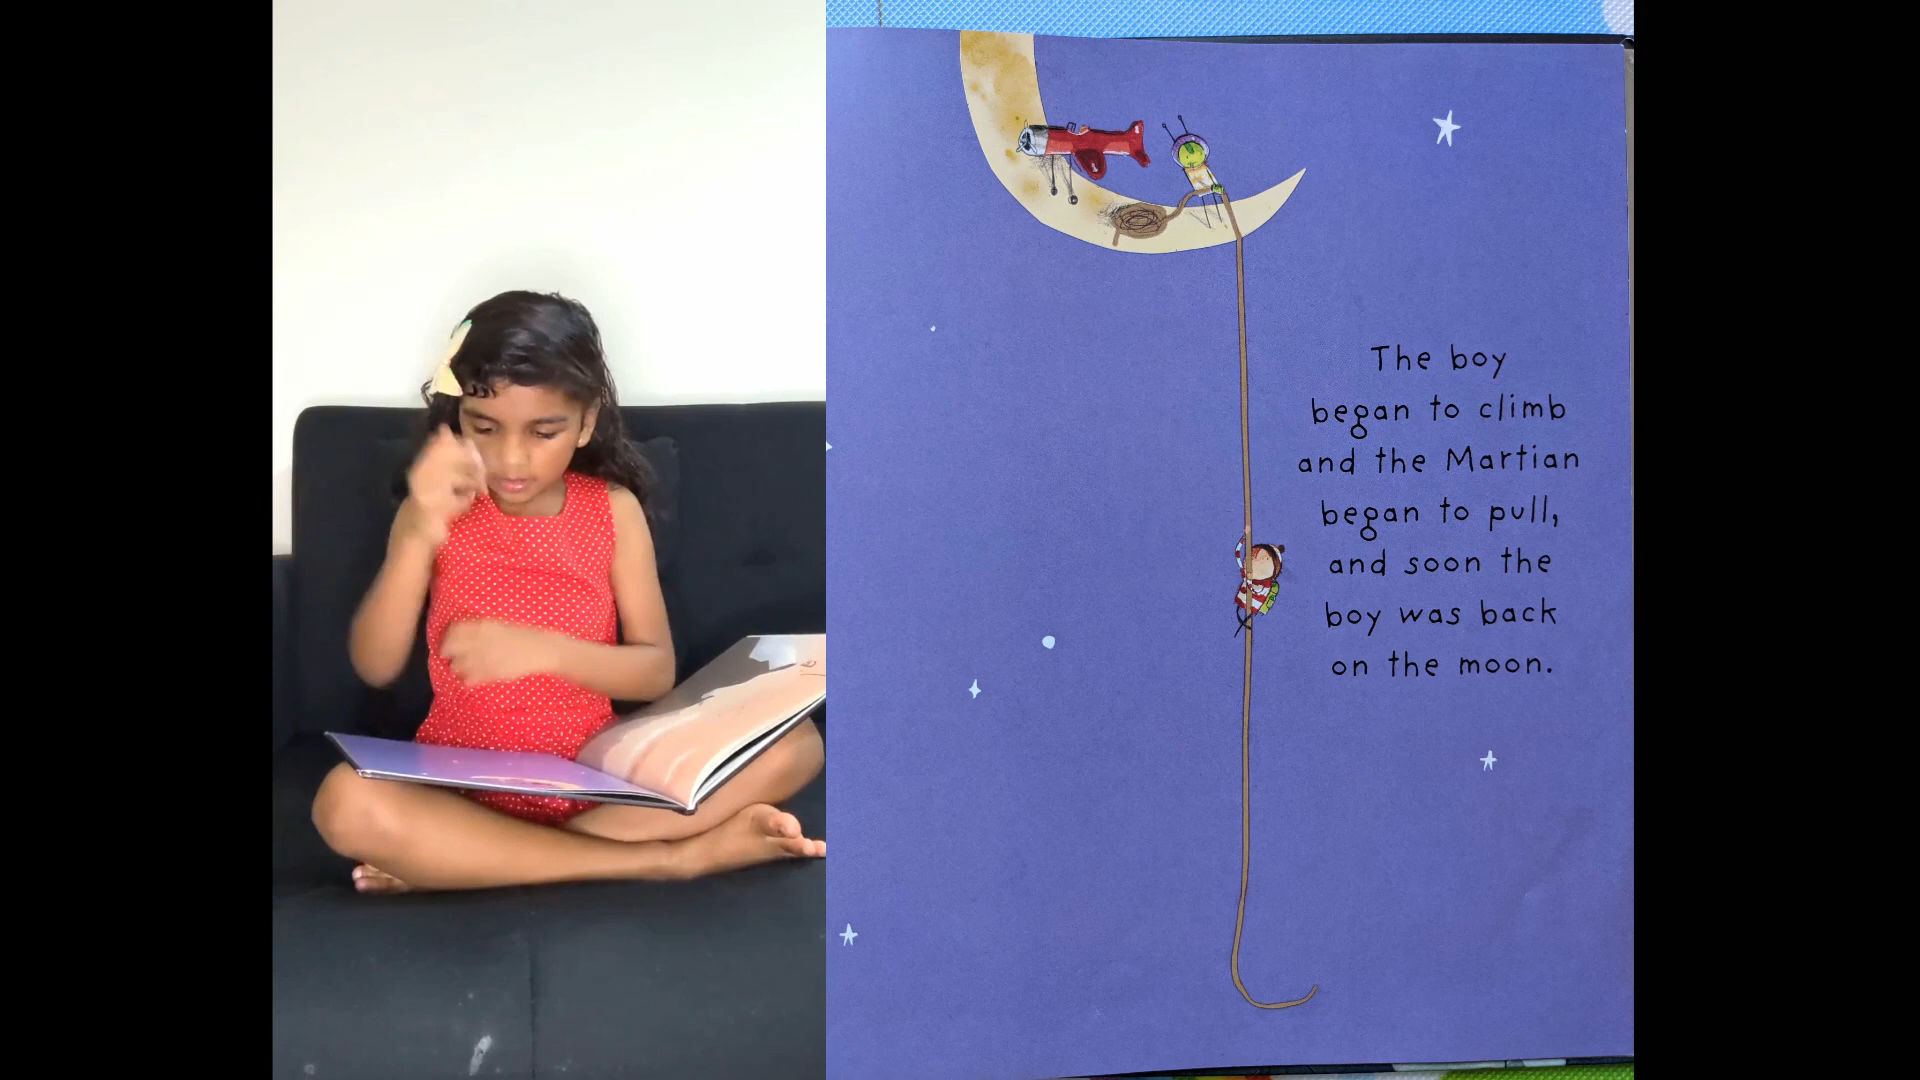 The boy
began to climb
and the Martian
began to pull,
and soon the
boy was back
on the moon.